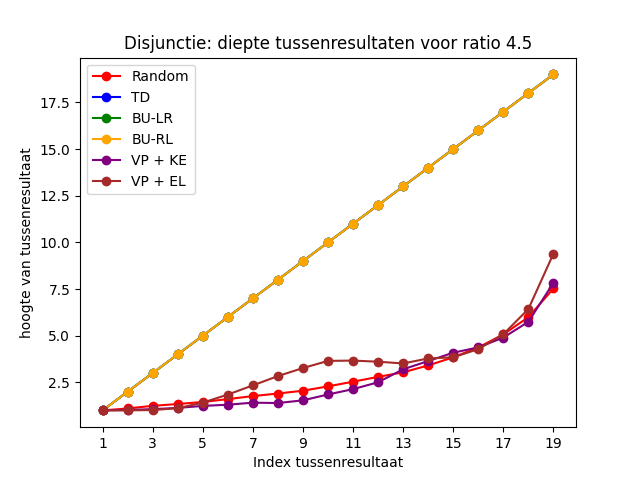 Disjunctie: diepte tussenresultaten voor ratio 4.5
Random
TD
BU-LR
BU-RL
VP + KE
VP + EL
hoogte van tussenresultaat
17.5
15.0
12.5
10.0
7.5
5.0
2.5
1 3 5 7 9 11 13 15 17 19
Index tussenresultaat